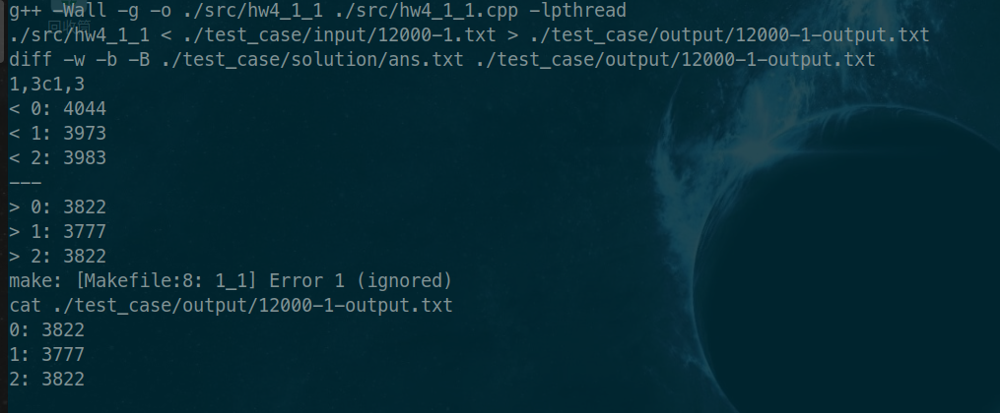 g++ -Wall -g -o ./src/hw4_1_1 ./src/hw4_1_1.cpp -lpthread
回收筒
./src/hw4_1_1 < ./test_case/input/12000-1.txt > ./test_case/output/12000-1-output.txt
diff -w -b -B ./test_case/solution/ans.txt ./test_case/output/12000-1-output.txt
1,3c1,3
< 0: 4044
< 1: 3973
< 2: 3983
---
> 0: 3822
> 1: 3777
> 2: 3822
make: [Makefile:8: 1_1] Error 1 (ignored)
cat ./test_case/output/12000-1-output.txt
0: 3822
1: 3777
2: 3822